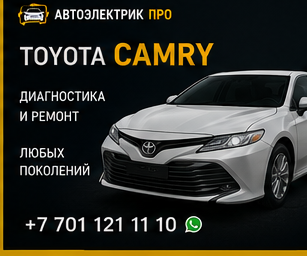 АВТОЭЛЕКТРИК ПРО
TOYOTA CAMRY
ДИАГНОСТИКА
И РЕМОНТ
ЛЮБЫХ
ПОКОЛЕНИЙ
+7 701 121 11 10